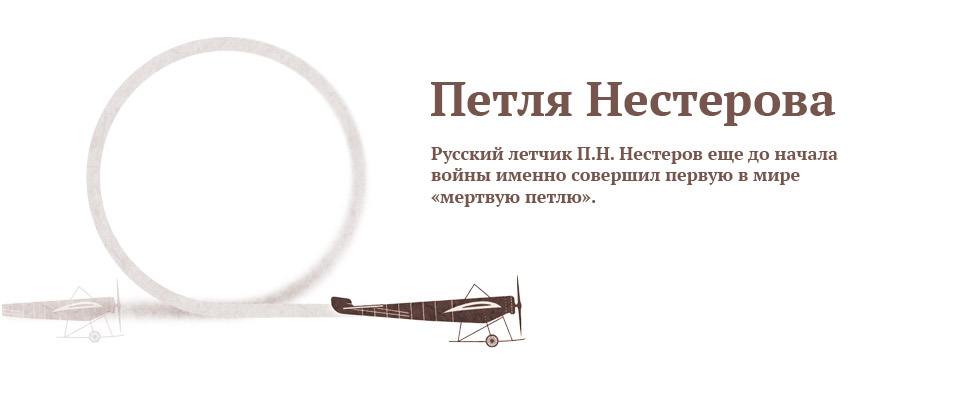 Петля Нестерова
Русский летчик П.Н. Нестеров еще до начала
войны именно совершил первую в мире
«мертвую петлю».